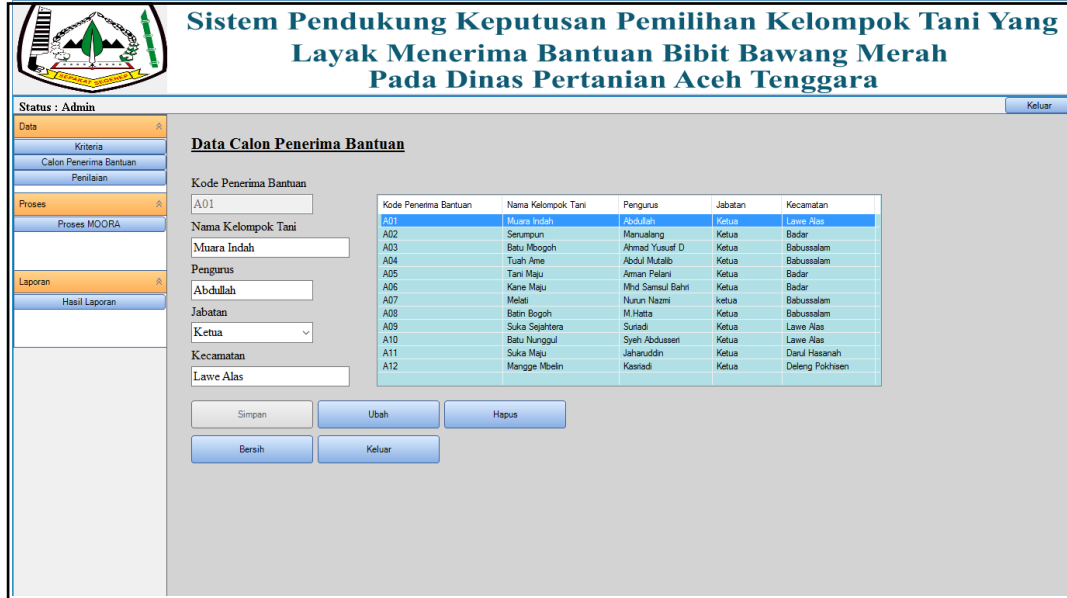 Sistem Pendukung Keputusan Pemilihan Kelompok Tani Yang
Layak Menerima Bantuan Bibit Bawang Merah
Pada Dinas Pertanian Aceh Tenggara
SEPAKAT SEGENEP
Status : Admin
Keluar
Data
Kriteria
Calon Penerima Bantuan
Penilaian
Proses
Proses MOORA
Laporan
Hasil Laporan
Data Calon Penerima Bantuan
Kode Penerima Bantuan
A01
Nama Kelompok Tani
Muara Indah
Pengurus
Abdullah
Jabatan
Ketua
Kecamatan
Lawe Alas
Kode Penerima Bantuan Nama Kelompok Tani Pengurus Jabatan Kecamatan
A01 Muara Indah Abdullah Ketua Lawe Alas
A02 Serumpun Manualang Ketua Badar
A03 Batu Mbogoh Ahmad Yusuf D Ketua Babussalam
A04 Tuah Ame Abdul Mutalib Ketua Babussalam
A05 Tani Maju Arman Pelani Ketua Badar
A06 Kane Maju Mhd Samsul Bahri Ketua Badar
A07 Melati Nurun Nazmi ketua Babussalam
A08 Batin Bogoh M.Hatta Ketua Babussalam
A09 Suka Sejahtera Suriadi Ketua Lawe Alas
A10 Batu Nunggul Syeh Abdusseri Ketua Lawe Alas
A11 Suka Maju Jaharuddin Ketua Darul Hasanah
A12 Mangge Mbelin Kasriadi Ketua Deleng Pokhisen
Simpan Ubah Hapus
Bersih Keluar